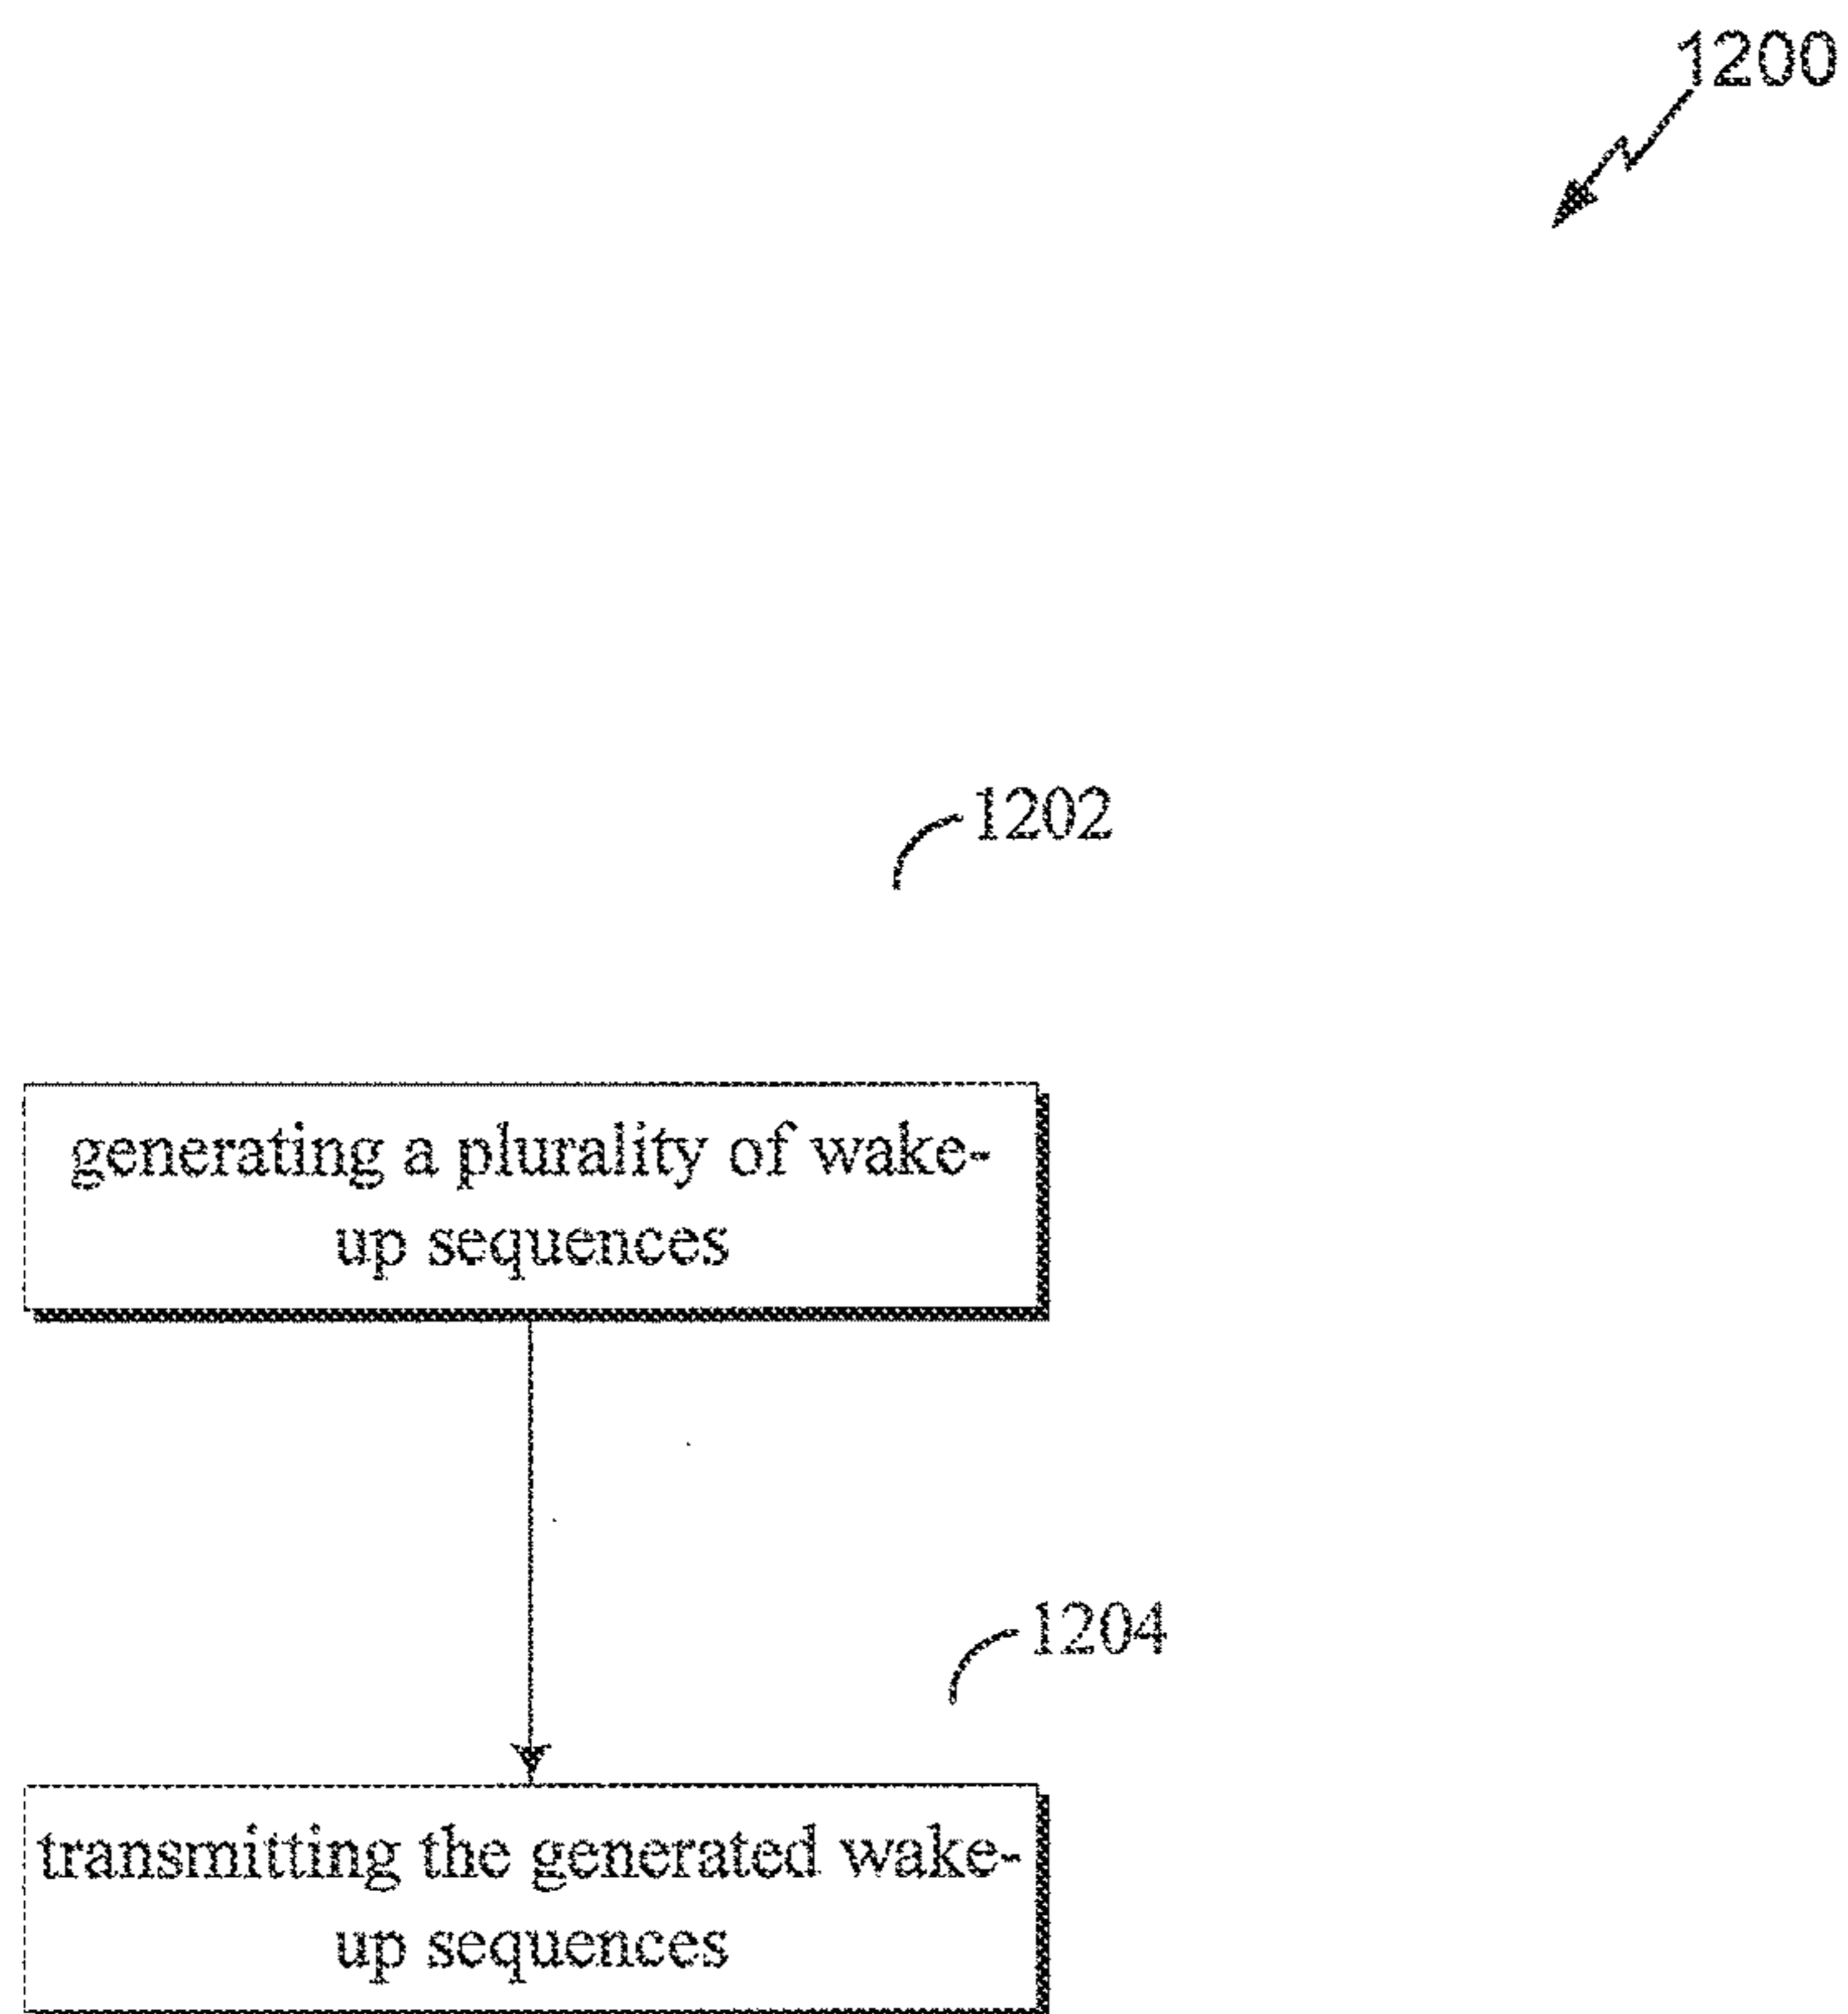 1200
1202
generating a plurality of wake-
up sequences
1204
transmitting the generated wake-
up sequences